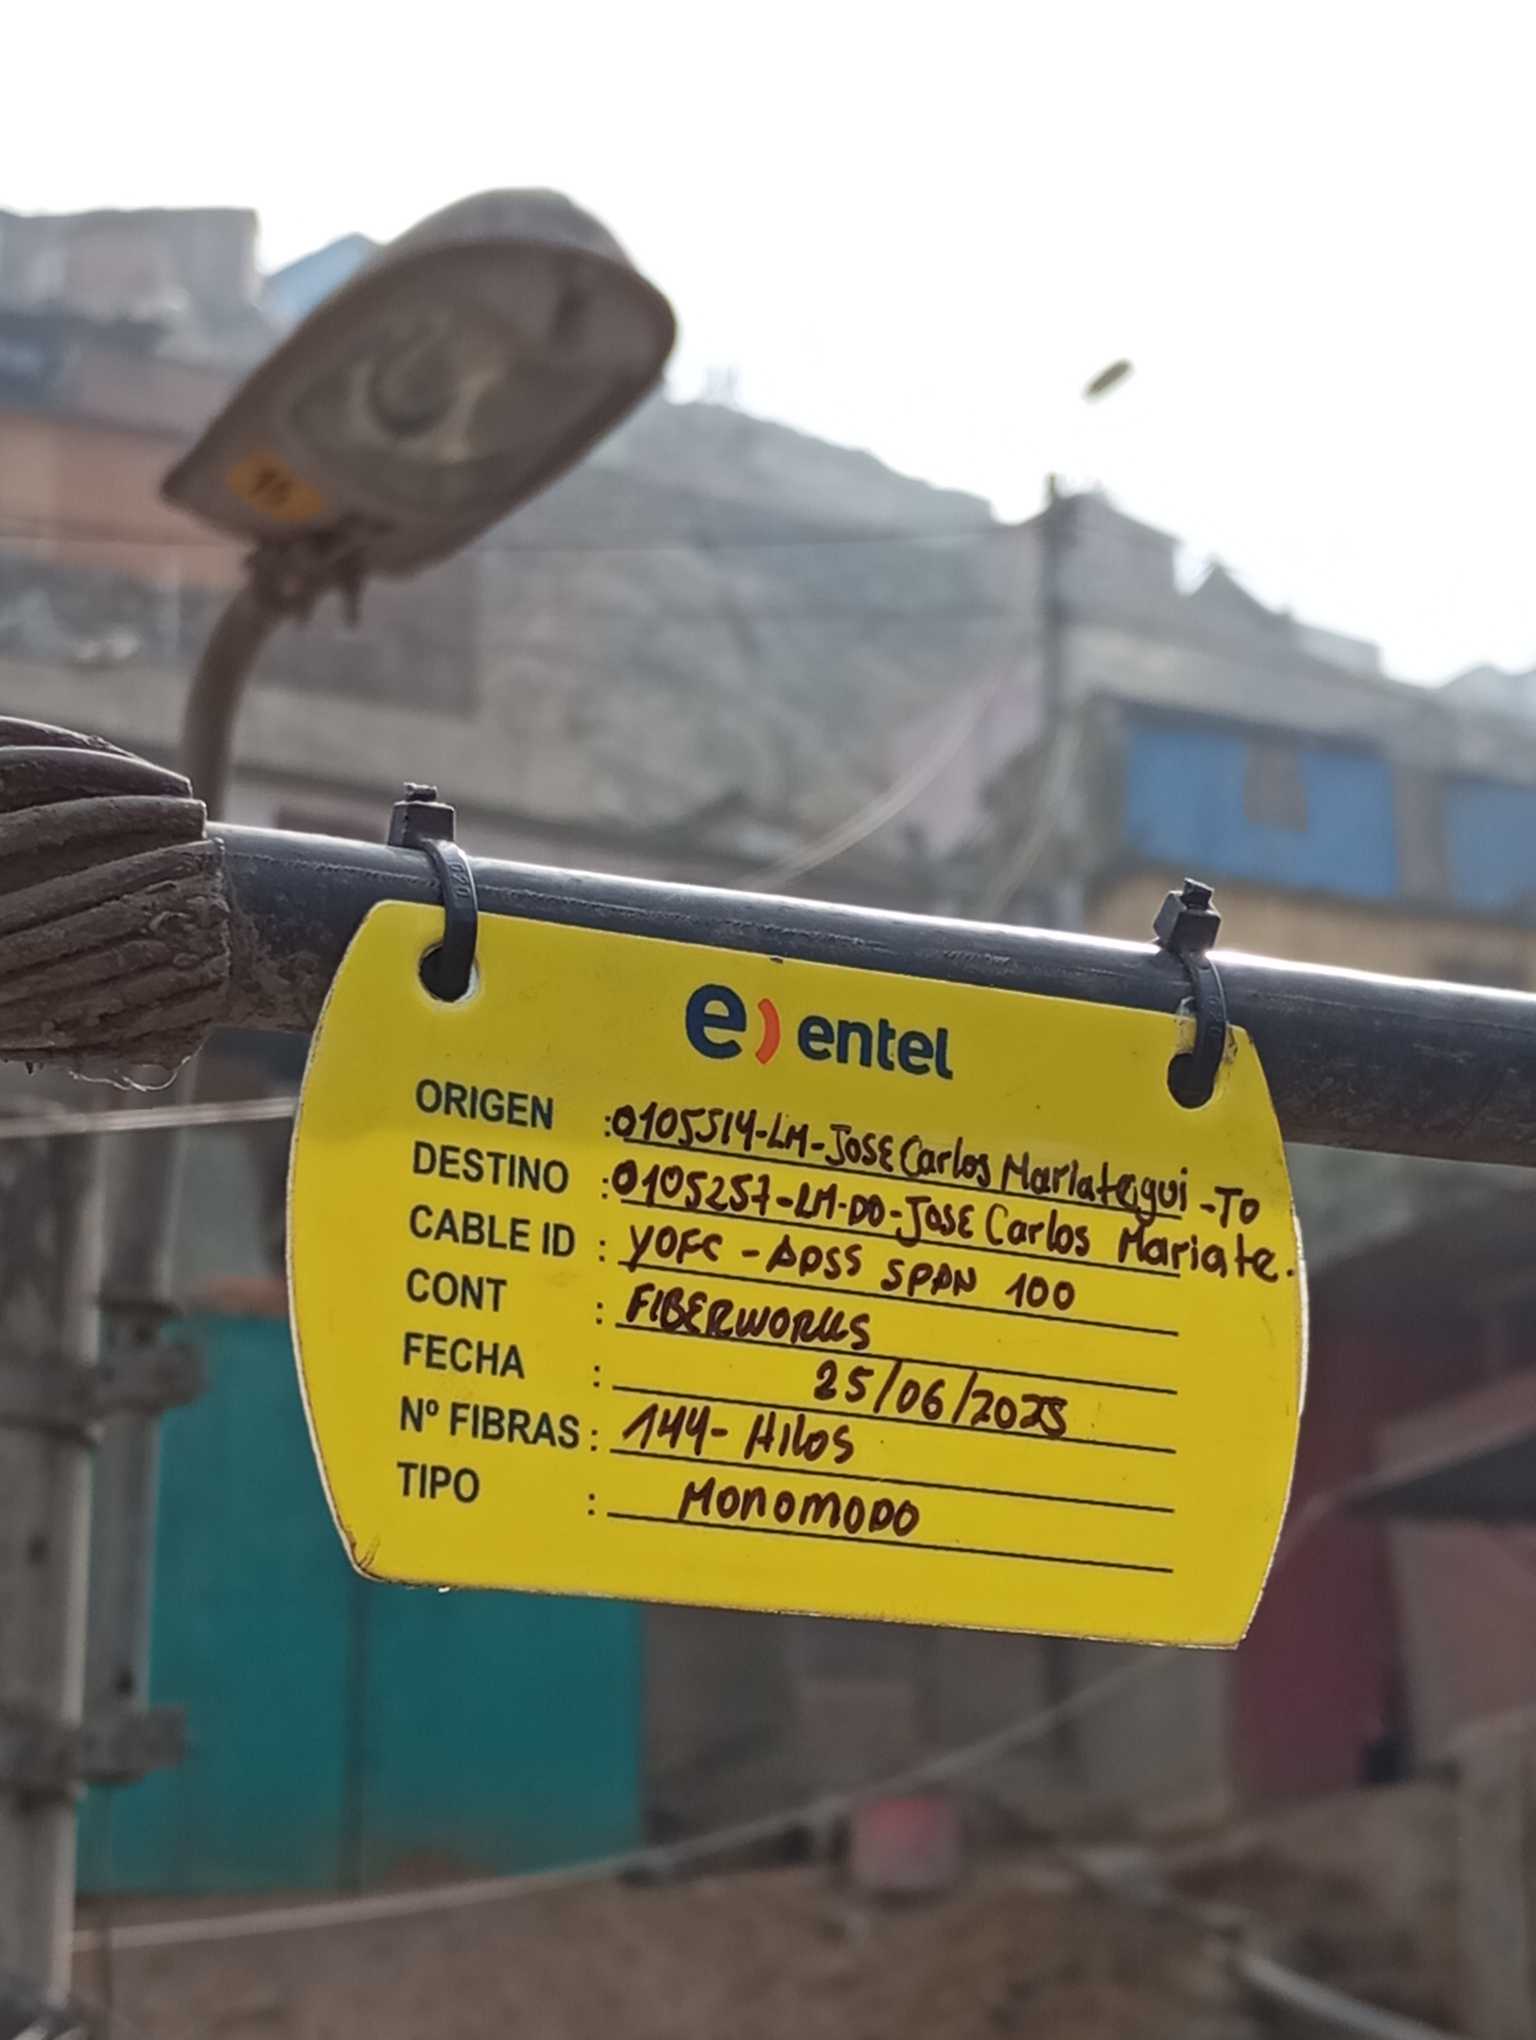 e) entel
ORIGEN : 0105514-LM-JOSE Carlos Mariategui -TO
DESTINO : 0105257-LM-DO-JOSE Carlos Mariate.
CABLE ID : YOFC - ADSS SPAN 100
CONT : FIBERWORKS
FECHA : 25/06/2025
Nº FIBRAS : 144- Hilos
TIPO : MONOMODO